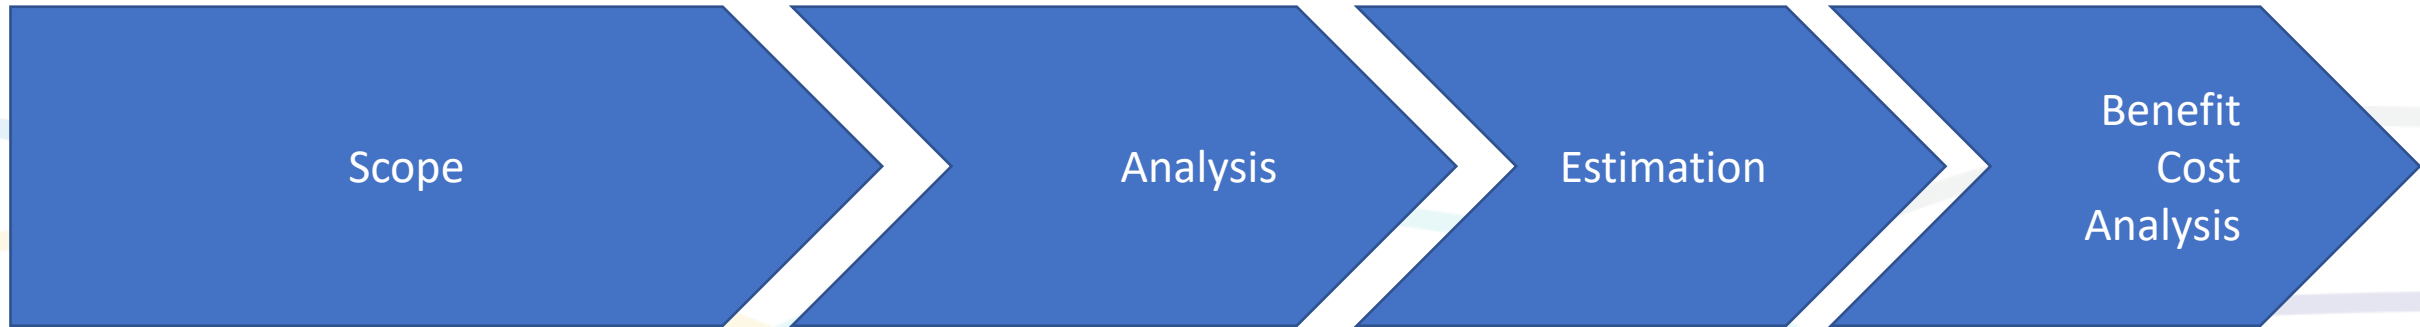 Scope
Analysis
Estimation
Benefit
Cost
Analysis